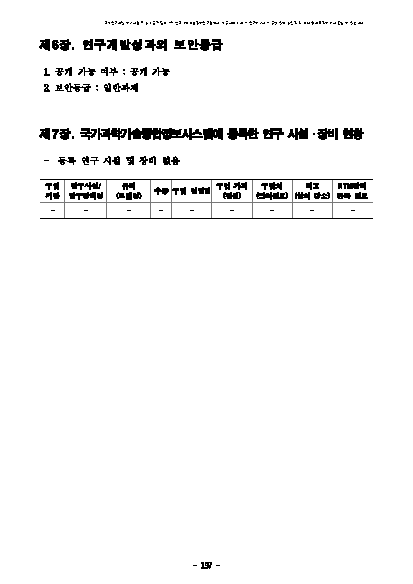 제6장. 연구개발성과의 보안등급
1. 공개 가능 여부 : 공개 가능
2. 보안등급 : 일반과제
제7장. 국가과학기술종합정보시스템에 등록한 연구 시설·장비 현황
- 등록 연구 시설 및 장비 없음
구입 연구시설/ 규격 수량 구입 연월일 구입 가격 구입처 비고 NTIS장비
기관 연구장비명 (모델명) (천원) (전화번호) (설치 장소) 등록 번호
- - - - - - - - -
- 157 -